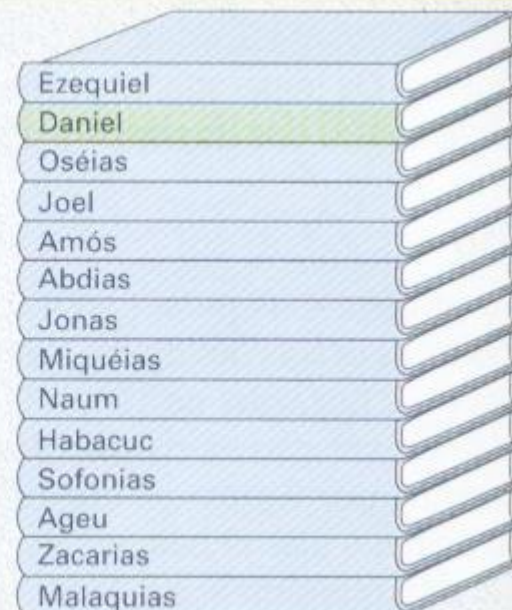 Ezequiel
Daniel
Oséias
Joel
Amós
Abdias
Jonas
Miquéias
Naum
Habacuc
Sofonias
Ageu
Zacarias
Malaquias